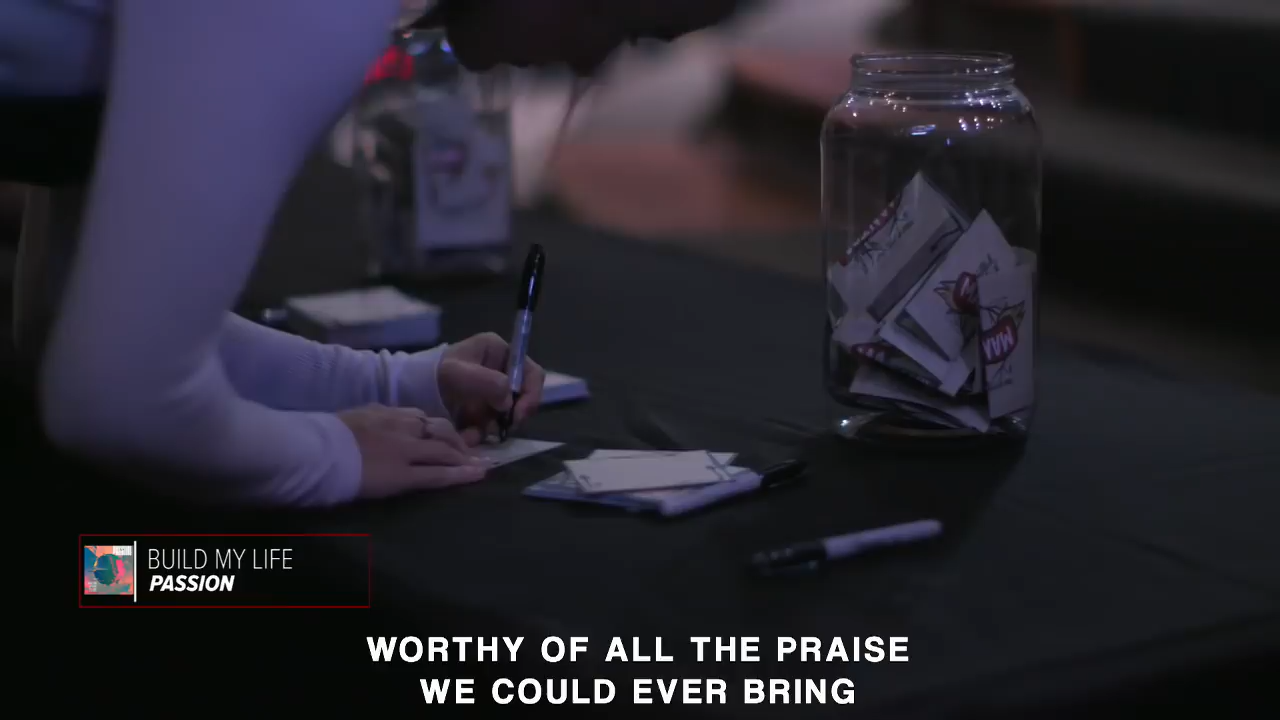 BUILD MY LIFE
PASSION
WORTHY OF ALL THE PRAISE
WE COULD EVER BRING